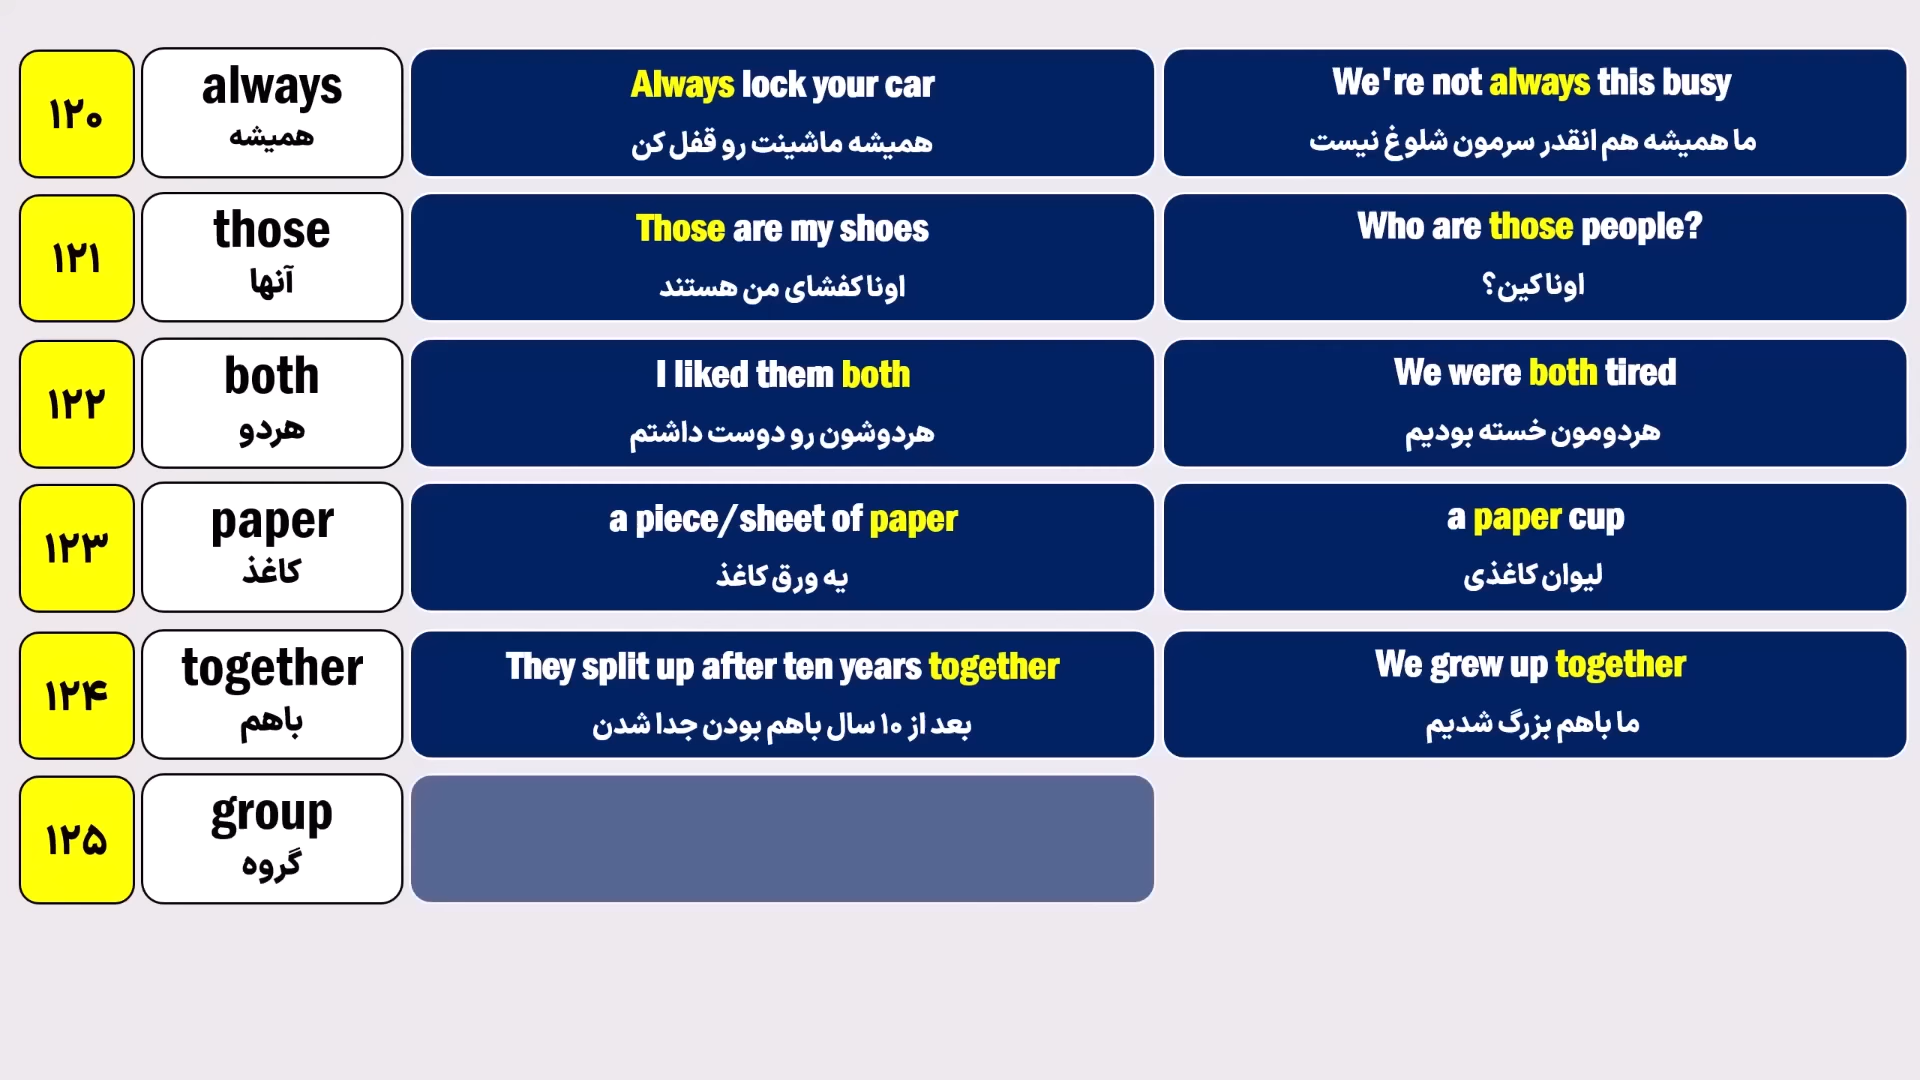 ۱۲۰
always
همیشه
Always lock your car
همیشه ماشینت رو قفل کن
We're not always this busy
ما همیشه هم انقدر سرمون شلوغ نیست
۱۲۱
those
آنها
Those are my shoes
اونا کفشای من هستند
Who are those people?
اونا کین؟
۱۲۲
both
هردو
I liked them both
هردوشون رو دوست داشتم
We were both tired
هردومون خسته بودیم
۱۲۳
paper
کاغذ
a piece/sheet of paper
یه ورق کاغذ
a paper cup
لیوان کاغذی
۱۲۴
together
باهم
They split up after ten years together
بعد از ۱۰ سال باهم بودن جدا شدن
We grew up together
ما باهم بزرگ شدیم
۱۲۵
group
گروه